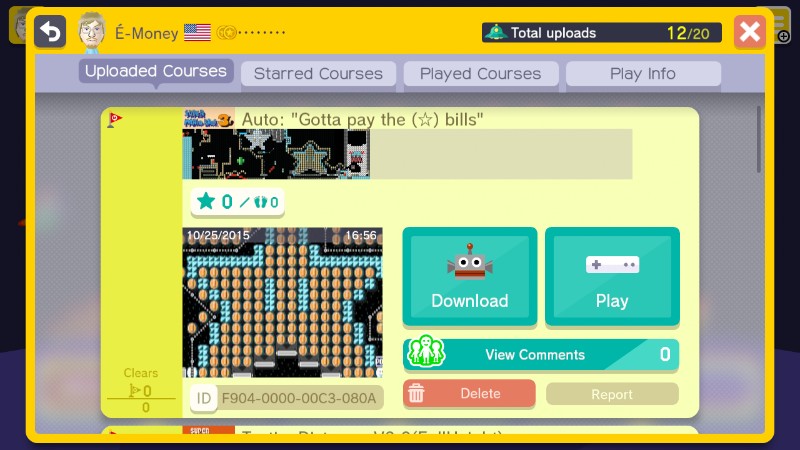 É-Money
Total uploads 12/20
Uploaded Courses
Starred Courses
Played Courses
Play Info
Auto: "Gotta pay the (☆) bills"
★ 0 / 0
10/25/2015 16:56
Download
Play
View Comments 0
Clears
0
0
ID F904-0000-00C3-080A
Delete
Report